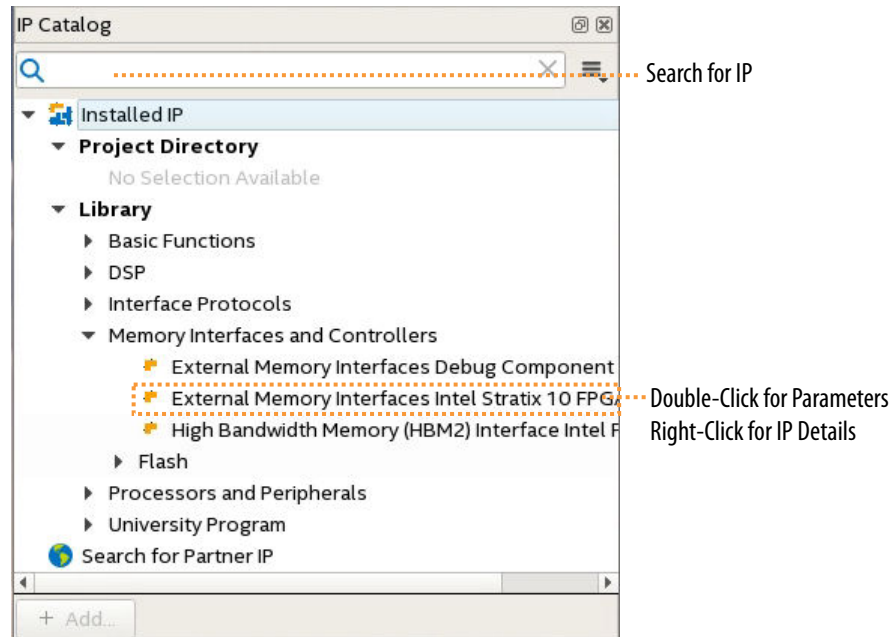 IP Catalog
Search for IP
Installed IP
Project Directory
No Selection Available
Library
Basic Functions
DSP
Interface Protocols
Memory Interfaces and Controllers
External Memory Interfaces Debug Component
External Memory Interfaces Intel Stratix 10 FPGA
Double-Click for Parameters
Right-Click for IP Details
High Bandwidth Memory (HBM2) Interface Intel F
Flash
Processors and Peripherals
University Program
Search for Partner IP
+ Add...